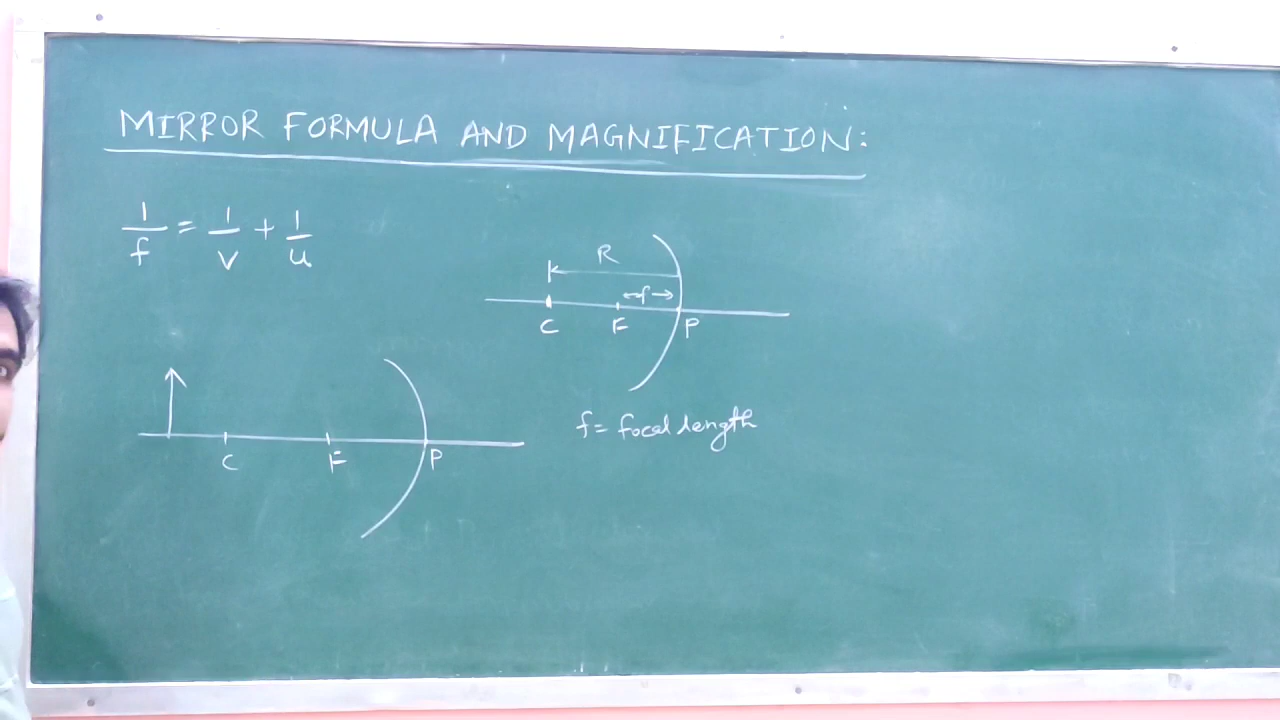 MIRROR FORMULA AND MAGNIFICATION:
1/f = 1/v + 1/u
R
f
C F P
C F P
f = focal length